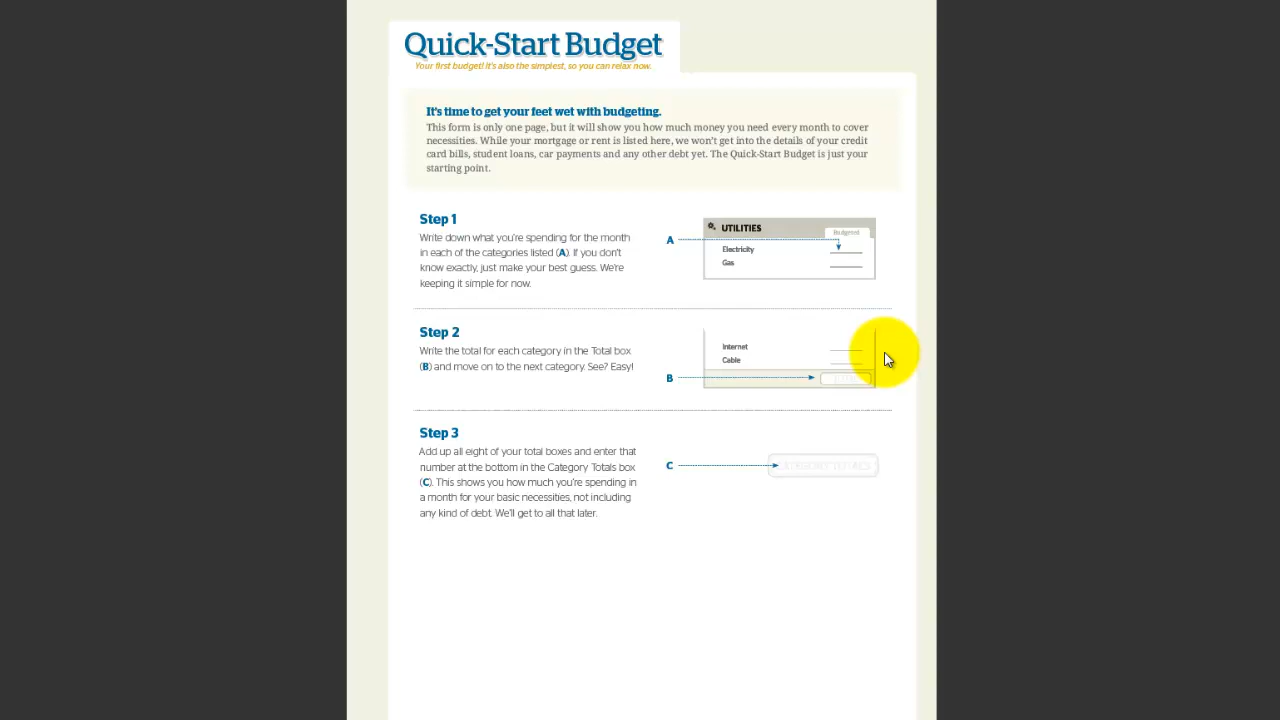 Quick-Start Budget
Your first budget! It's also the simplest, so you can relax now.
It's time to get your feet wet with budgeting.
This form is only one page, but it will show you how much money you need every month to cover
necessities. While your mortgage or rent is listed here, we won't get into the details of your credit
card bills, student loans, car payments and any other debt yet. The Quick-Start Budget is just your
starting point.
Step 1
Write down what you're spending for the month
in each of the categories listed (A). If you don't
know exactly, just make your best guess. We're
keeping it simple for now.
A
UTILITIES
Budgeted
Electricity
Gas
Step 2
Write the total for each category in the Total box
(B) and move on to the next category. See? Easy!
Internet
Cable
B
Step 3
Add up all eight of your total boxes and enter that
number at the bottom in the Category Totals box
(C). This shows you how much you're spending in
a month for your basic necessities, not including
any kind of debt. We'll get to all that later.
C
CATEGORY TOTALS